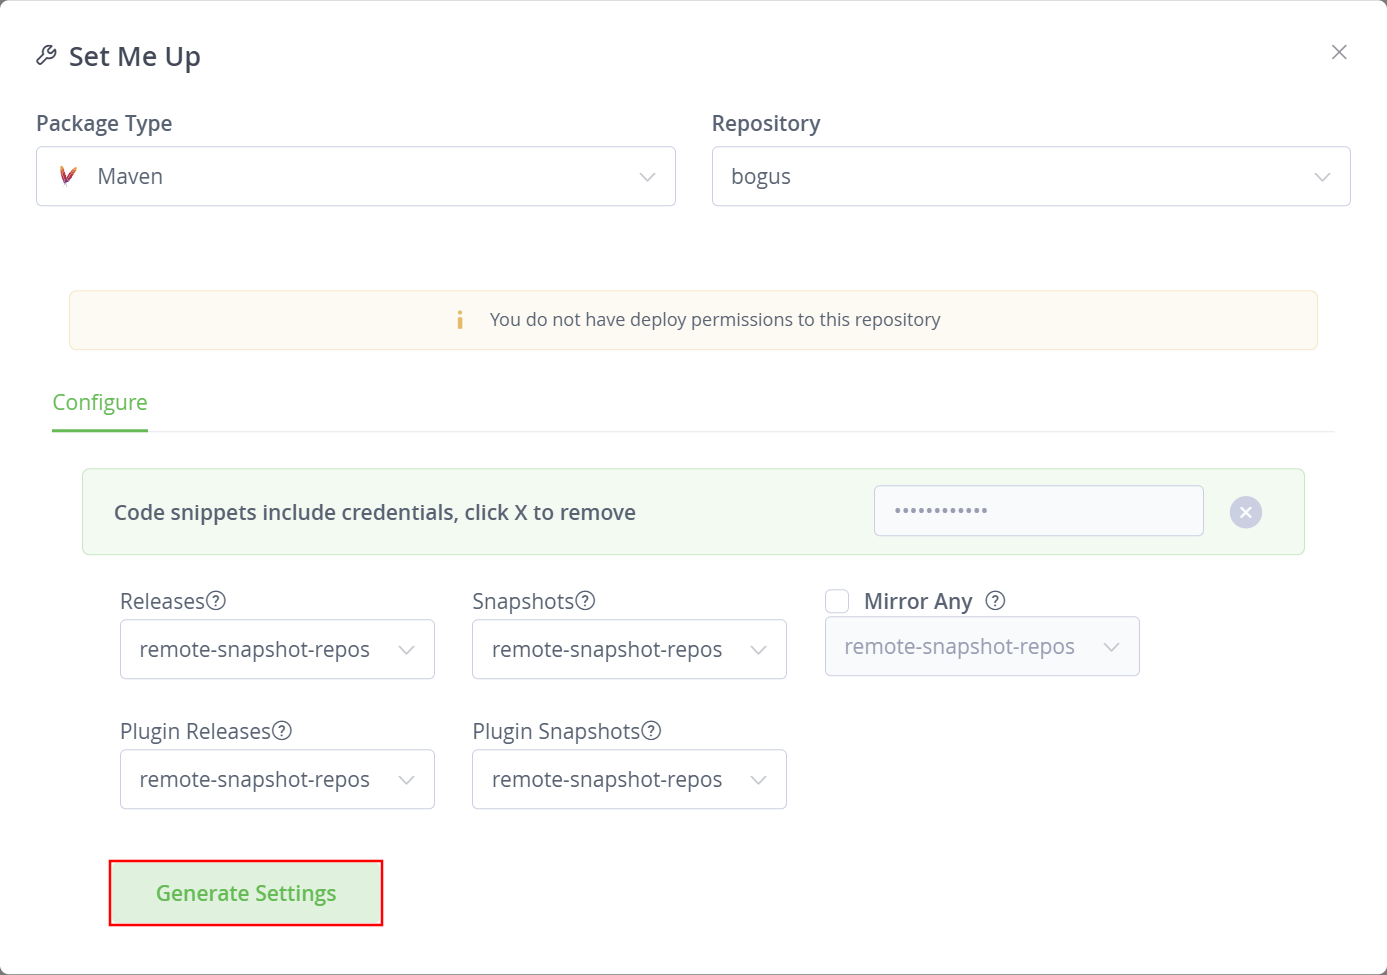 Set Me Up
Package Type
Repository
Maven
bogus
You do not have deploy permissions to this repository
Configure
Code snippets include credentials, click X to remove
••••••••••••
Releases
Snapshots
Mirror Any
remote-snapshot-repos
remote-snapshot-repos
remote-snapshot-repos
Plugin Releases
Plugin Snapshots
remote-snapshot-repos
remote-snapshot-repos
Generate Settings